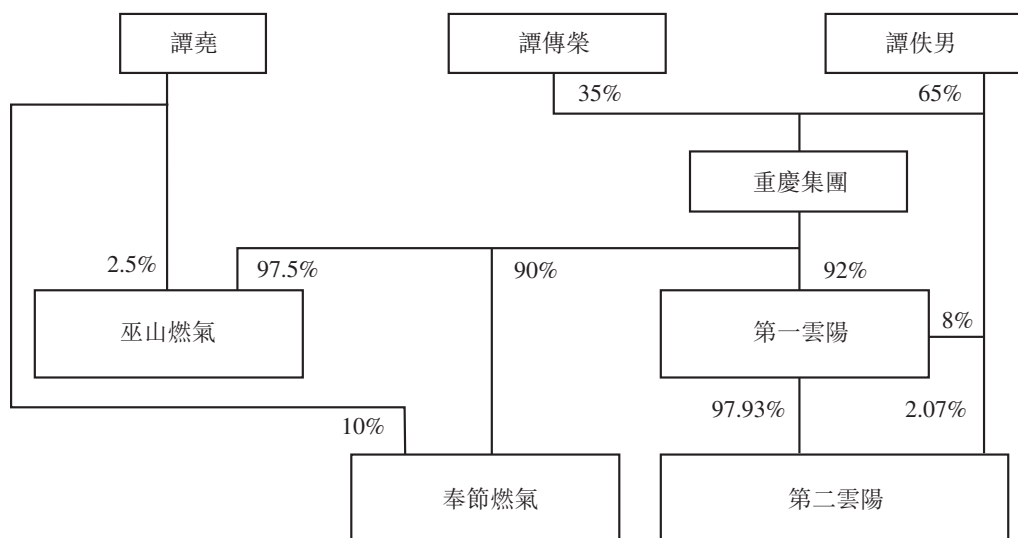 譚堯
譚傳榮
譚佚男
35%
65%
重慶集團
2.5%
97.5%
90%
92%
巫山燃氣
第一雲陽
8%
97.93%
2.07%
10%
奉節燃氣
第二雲陽